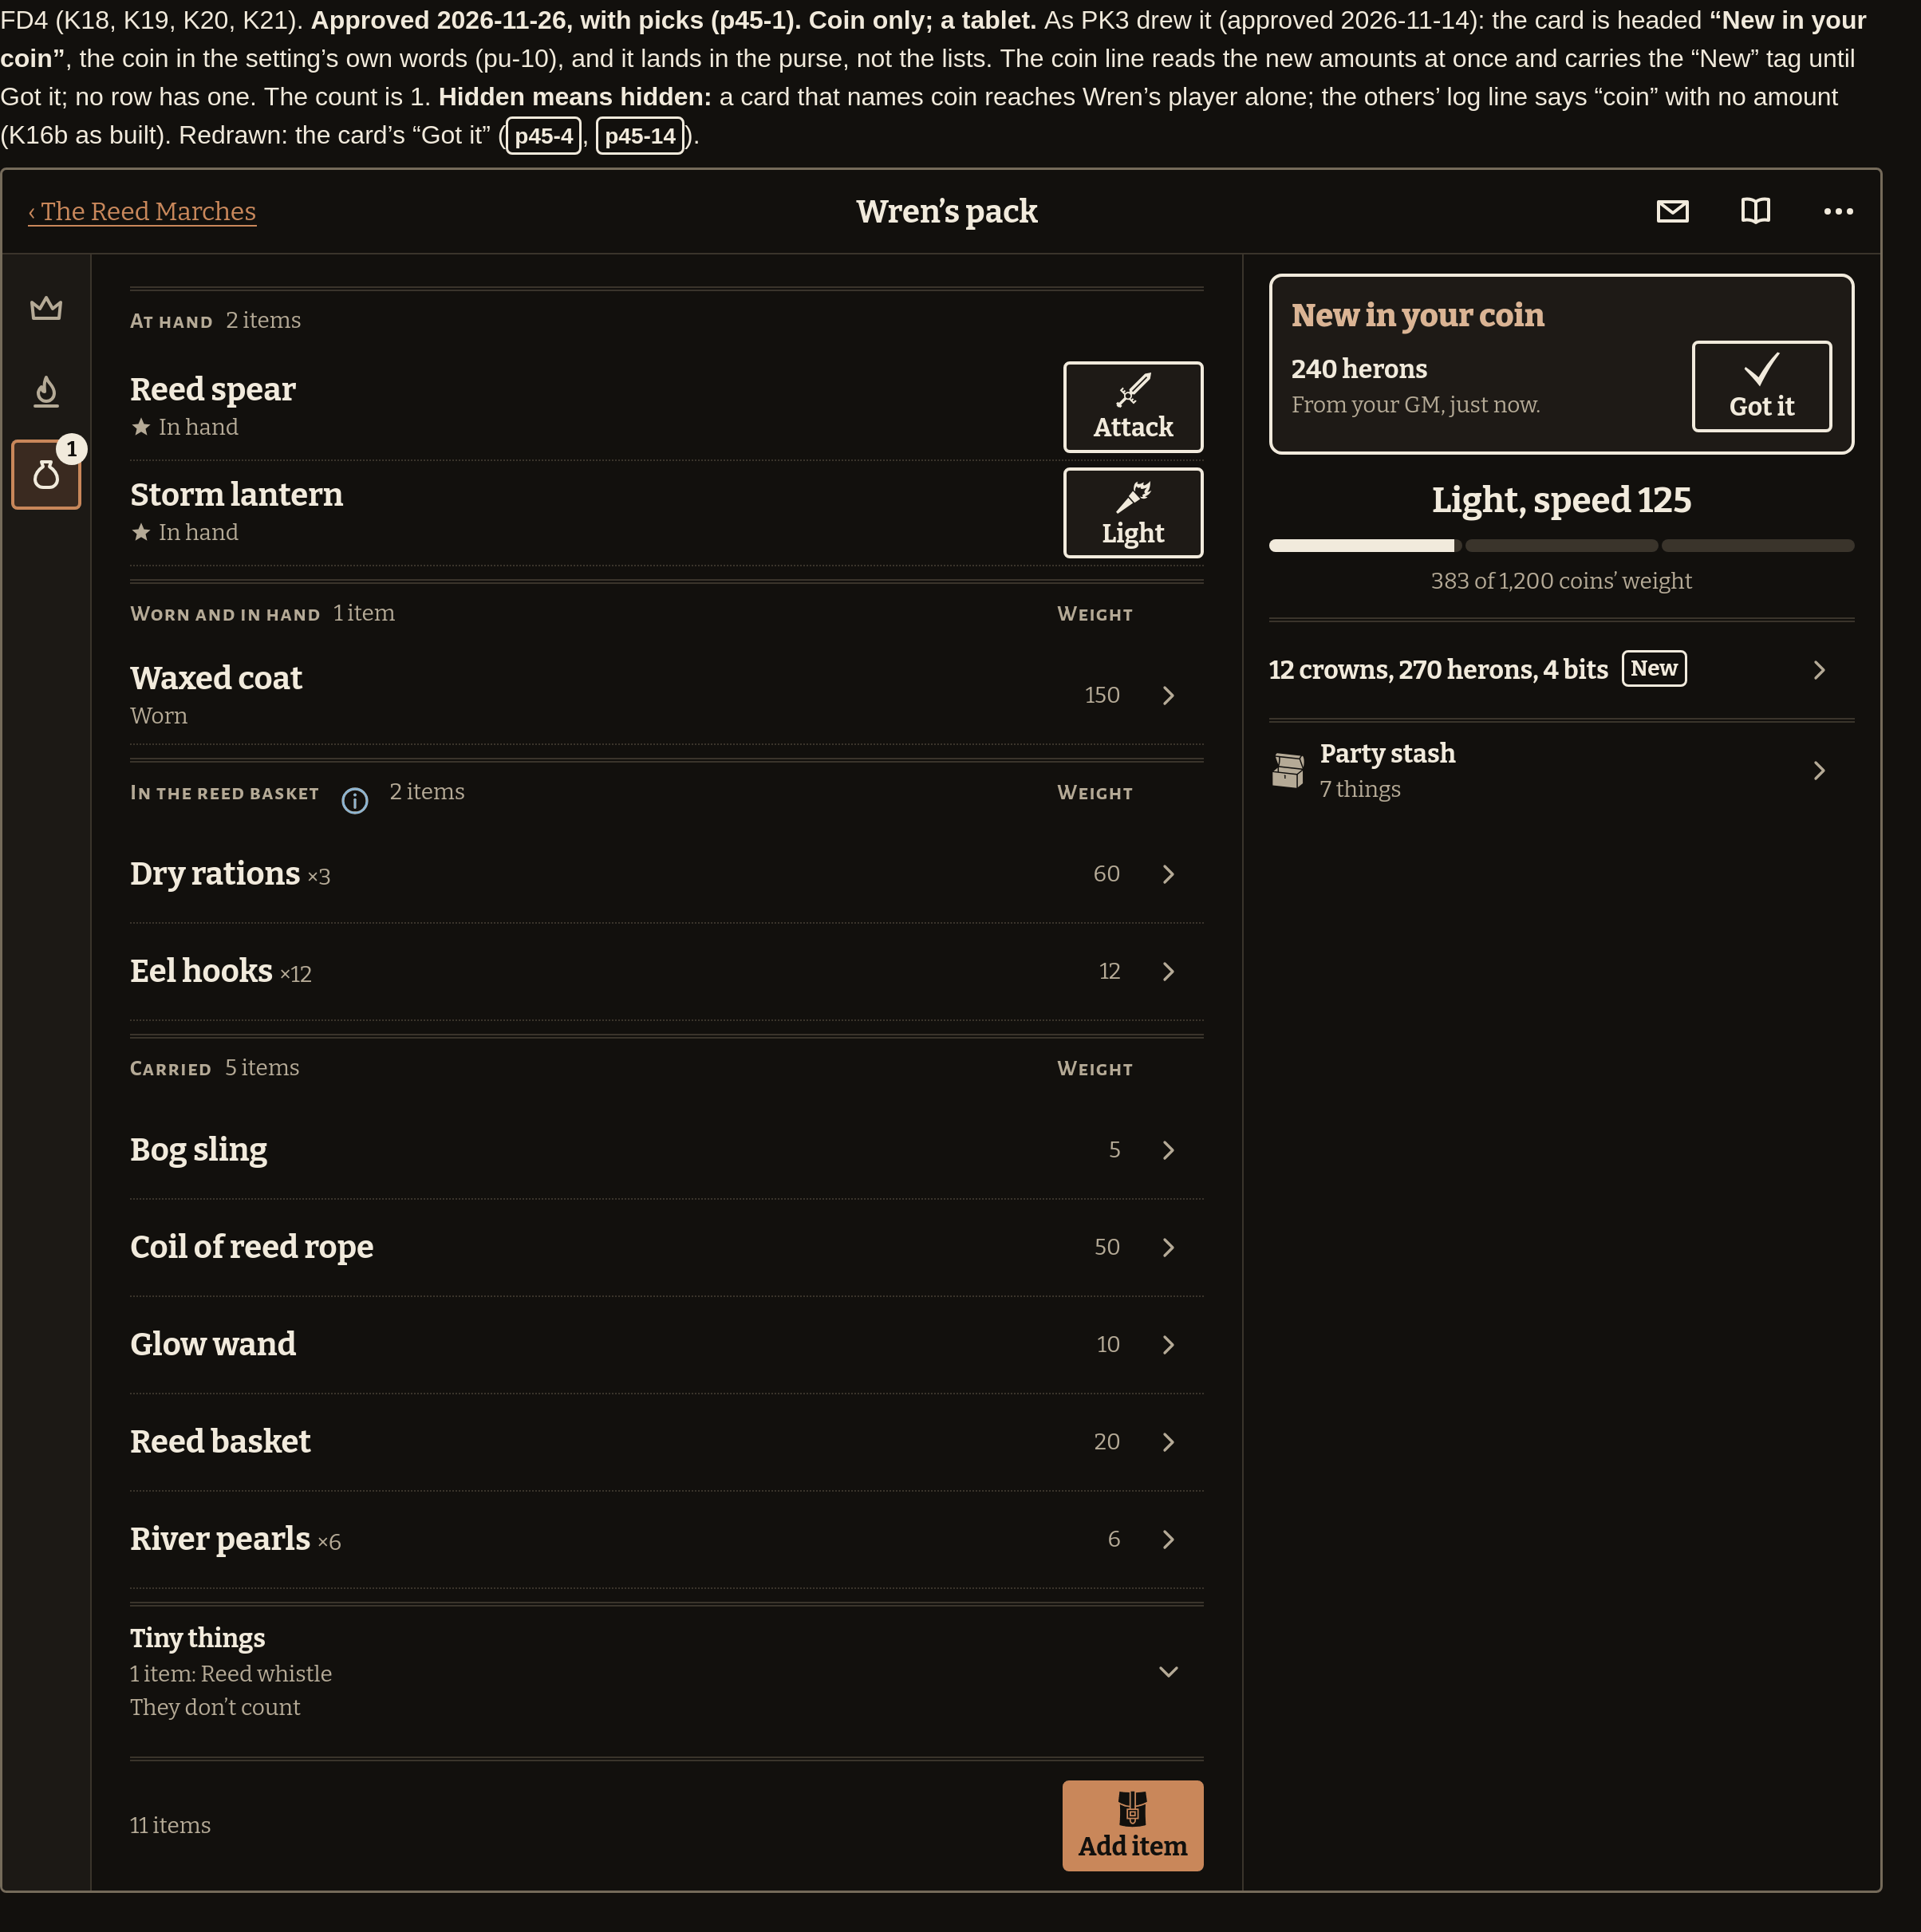 FD4 (K18, K19, K20, K21). Approved 2026-11-26, with picks (p45-1). Coin only; a tablet. As PK3 drew it (approved 2026-11-14): the card is headed “New in your
coin”, the coin in the setting’s own words (pu-10), and it lands in the purse, not the lists. The coin line reads the new amounts at once and carries the “New” tag until
Got it; no row has one. The count is 1. Hidden means hidden: a card that names coin reaches Wren’s player alone; the others’ log line says “coin” with no amount
(K16b as built). Redrawn: the card’s “Got it” (p45-4, p45-14).
‹ The Reed Marches
Wren’s pack
1
At hand 2 items
Reed spear
In hand
Attack
Storm lantern
In hand
Light
Worn and in hand 1 item Weight
Waxed coat
Worn
150
In the reed basket 2 items Weight
Dry rations ×3 60
Eel hooks ×12 12
Carried 5 items Weight
Bog sling 5
Coil of reed rope 50
Glow wand 10
Reed basket 20
River pearls ×6 6
Tiny things
1 item: Reed whistle
They don’t count
11 items
Add item
New in your coin
240 herons
From your GM, just now.
Got it
Light, speed 125
383 of 1,200 coins’ weight
12 crowns, 270 herons, 4 bits New
Party stash
7 things